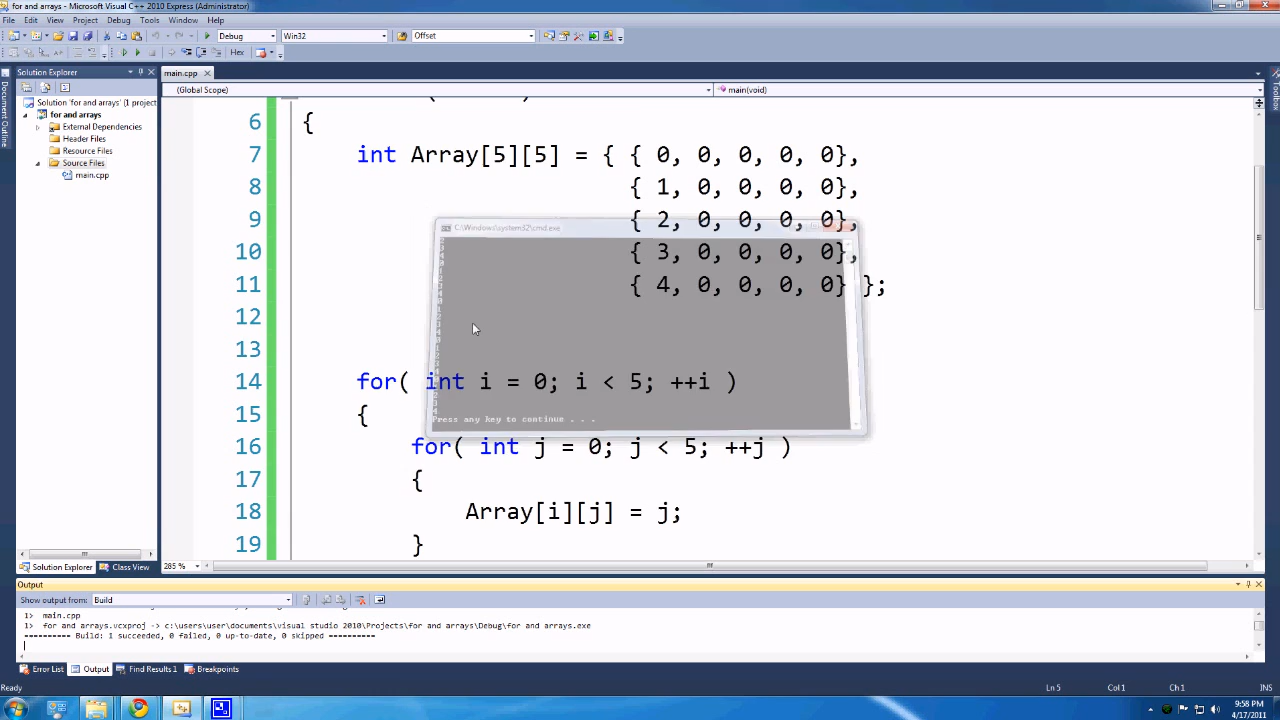 for and arrays - Microsoft Visual C++ 2010 Express (Administrator)
File Edit View Project Debug Tools Window Help
Debug Win32 Offset
Hex
Solution Explorer main.cpp
(Global Scope) main(void)
Document Outline
Toolbox
Solution 'for and arrays' (1 project
for and arrays
External Dependencies
Header Files
Resource Files
Source Files
main.cpp
6 {
7 int Array[5][5] = { { 0, 0, 0, 0, 0},
8 { 1, 0, 0, 0, 0},
9 { 2, 0, 0, 0, 0},
10 { 3, 0, 0, 0, 0},
11 { 4, 0, 0, 0, 0} };
12
13
14 for( int i = 0; i < 5; ++i )
15 {
16 for( int j = 0; j < 5; ++j )
17 {
18 Array[i][j] = j;
19 }
C:\Windows\system32\cmd.exe
Press any key to continue . . .
Solution Explorer Class View
285 %
Output
Show output from: Build
1> main.cpp
1> for and arrays.vcxproj -> c:\users\user\documents\visual studio 2010\Projects\for and arrays\Debug\for and arrays.exe
========== Build: 1 succeeded, 0 failed, 0 up-to-date, 0 skipped ==========
Error List Output Find Results 1 Breakpoints
Ready Ln 5 Col 1 Ch 1 INS
9:58 PM
4/17/2011